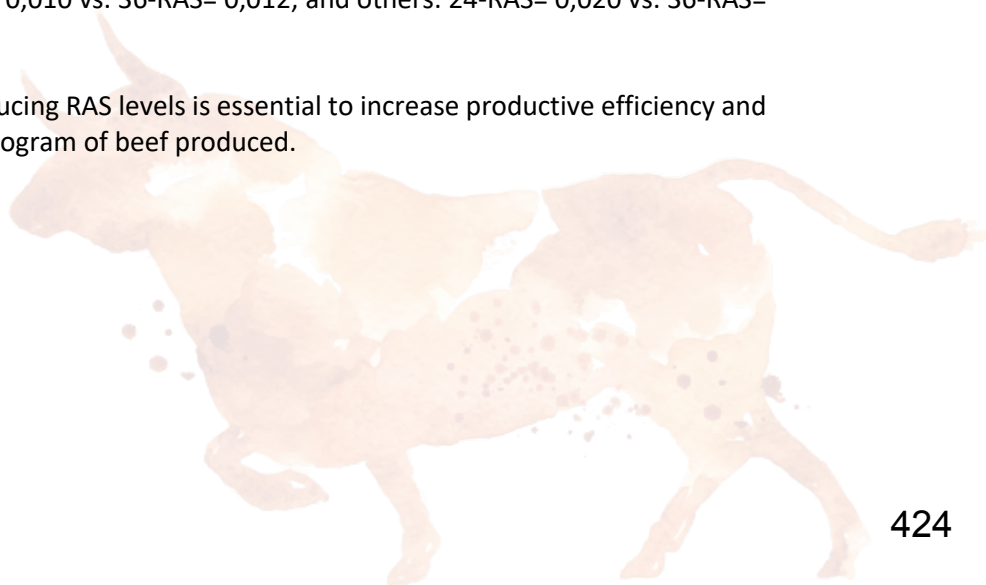 0,010 vs. 36-RAS= 0,012; and others: 24-RAS= 0,020 vs. 36-RAS=
ucing RAS levels is essential to increase productive efficiency and
ogram of beef produced.
424